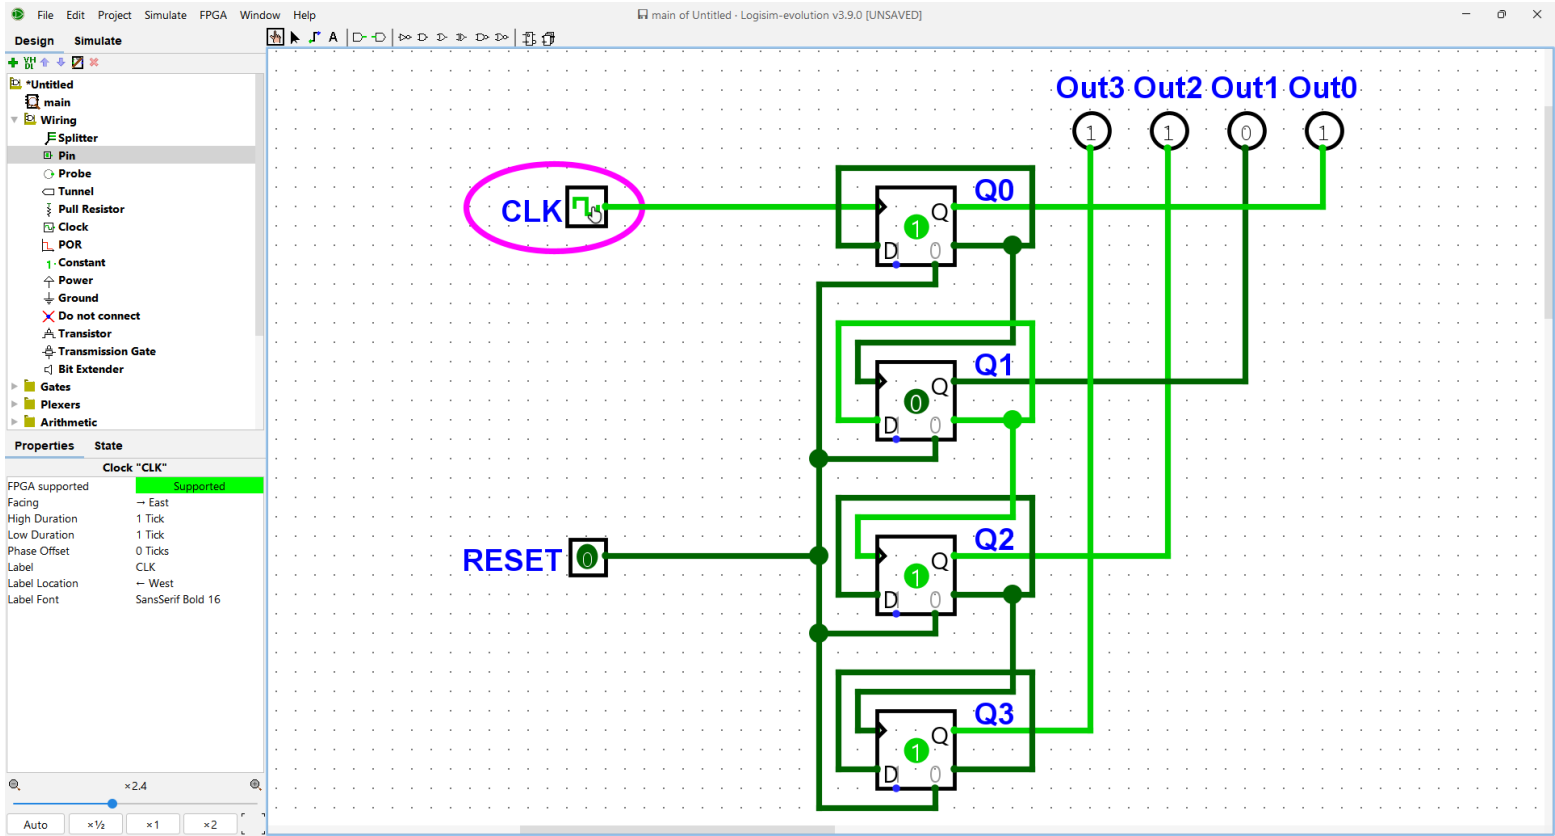 File Edit Project Simulate FPGA Window Help
main of Untitled · Logisim-evolution v3.9.0 [UNSAVED]
Design Simulate
A
VH
DL
*Untitled
main
Wiring
Splitter
Pin
Probe
Tunnel
Pull Resistor
Clock
POR
1 Constant
Power
Ground
Do not connect
Transistor
Transmission Gate
Bit Extender
Gates
Plexers
Arithmetic
Properties State
Clock "CLK"
FPGA supported Supported
Facing → East
High Duration 1 Tick
Low Duration 1 Tick
Phase Offset 0 Ticks
Label CLK
Label Location ← West
Label Font SansSerif Bold 16
×2.4
Auto ×½ ×1 ×2
Out3 Out2 Out1 Out0
1 1 0 1
CLK
Q0
Q
1
D 0
Q1
Q
0
D 0
RESET 0
Q2
Q
1
D 0
Q3
Q
1
D 0